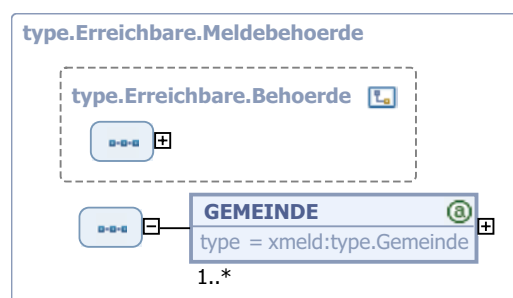 type.Erreichbare.Meldebehoerde
type.Erreichbare.Behoerde
GEMEINDE
type = xmeld:type.Gemeinde
1..*